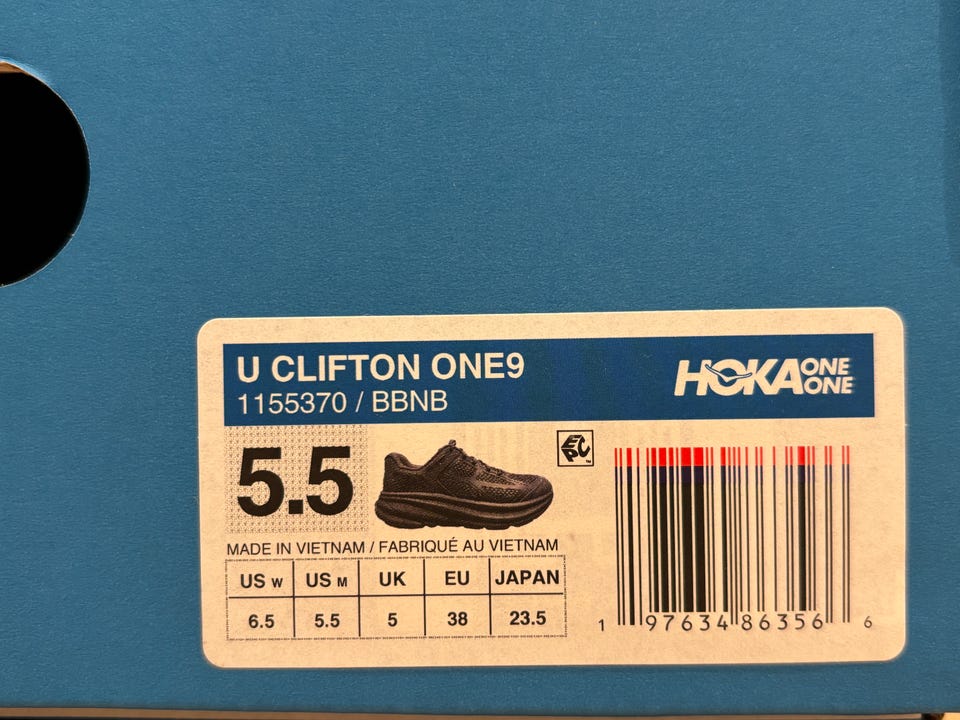 U CLIFTON ONE9
1155370 / BBNB
HOKA ONE ONE
5.5
EPC™
MADE IN VIETNAM / FABRIQUÉ AU VIETNAM
US W US M UK EU JAPAN
6.5 5.5 5 38 23.5
1 97634 86356 6